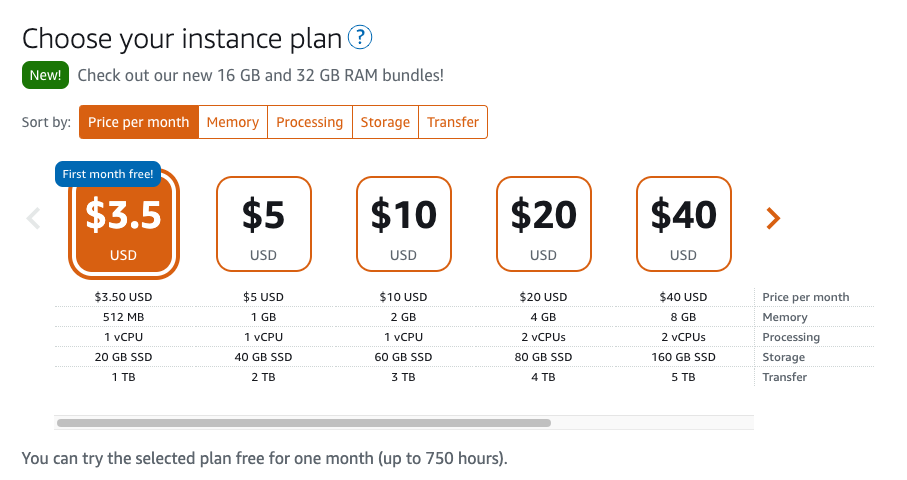 Choose your instance plan ?
New! Check out our new 16 GB and 32 GB RAM bundles!
Sort by: Price per month Memory Processing Storage Transfer
First month free!
$3.5 $5 $10 $20 $40
USD USD USD USD USD
$3.50 USD $5 USD $10 USD $20 USD $40 USD Price per month
512 MB 1 GB 2 GB 4 GB 8 GB Memory
1 vCPU 1 vCPU 1 vCPU 2 vCPUs 2 vCPUs Processing
20 GB SSD 40 GB SSD 60 GB SSD 80 GB SSD 160 GB SSD Storage
1 TB 2 TB 3 TB 4 TB 5 TB Transfer
You can try the selected plan free for one month (up to 750 hours).